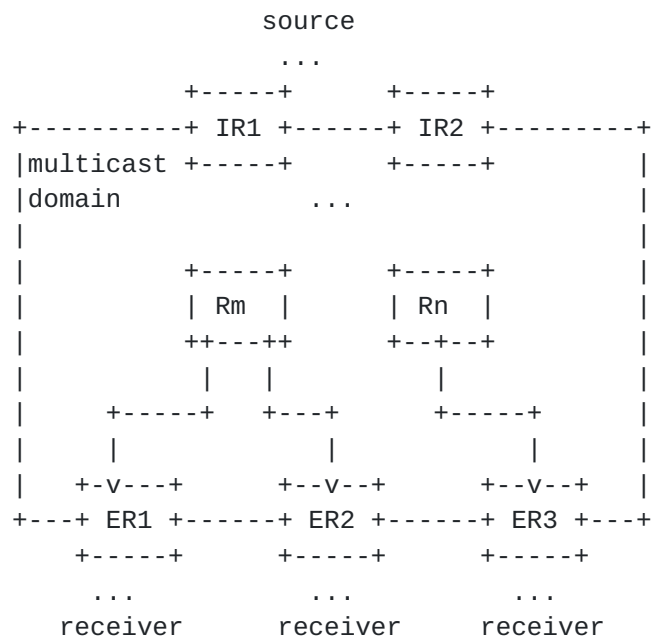 source
...
IR1 IR2
multicast
domain ...
Rm Rn
ER1 ER2 ER3
... ... ...
receiver receiver receiver